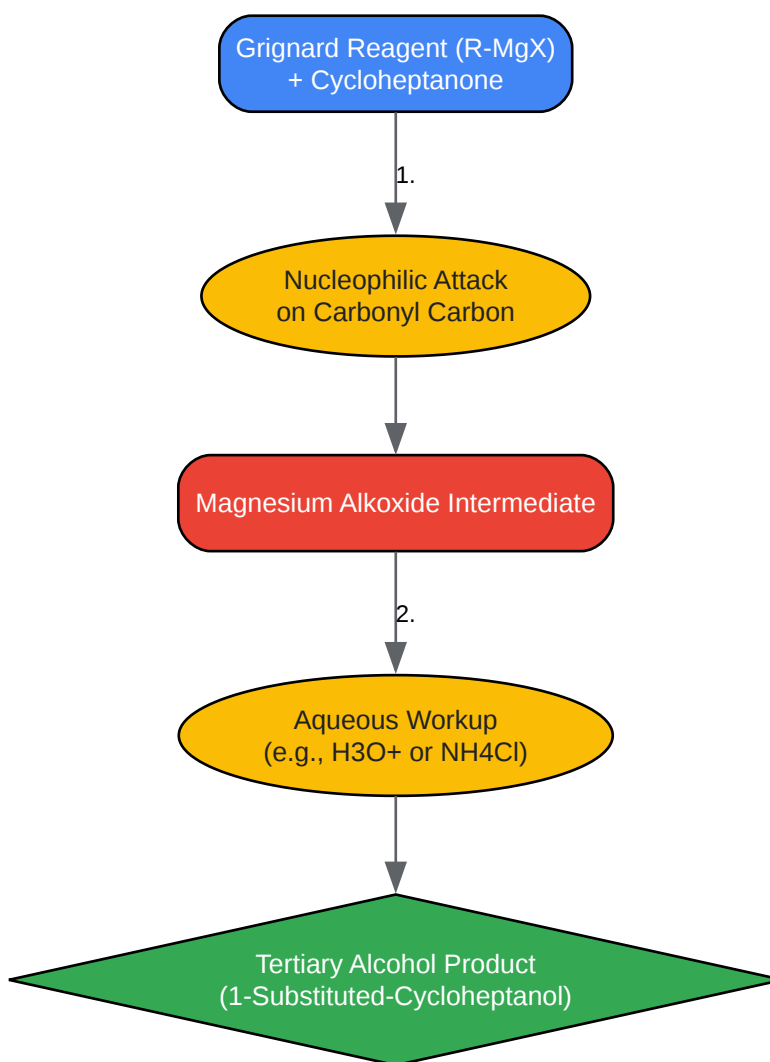 Grignard Reagent (R-MgX)
+ Cycloheptanone
1.
Nucleophilic Attack
on Carbonyl Carbon
Magnesium Alkoxide Intermediate
2.
Aqueous Workup
(e.g., H3O+ or NH4Cl)
Tertiary Alcohol Product
(1-Substituted-Cycloheptanol)